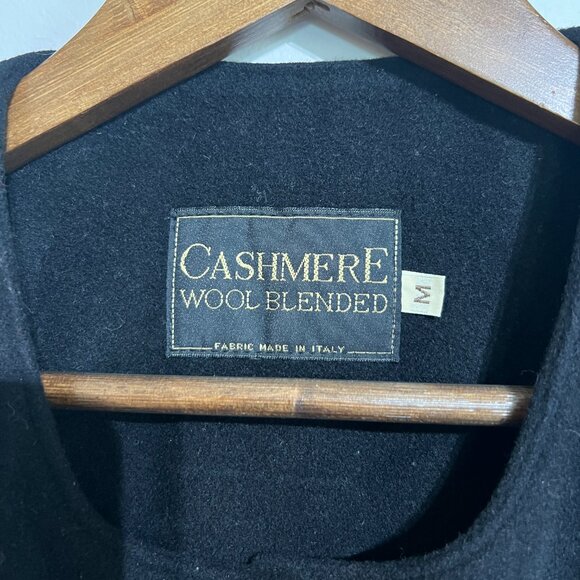 CASHMERE
WOOL BLENDED
M
FABRIC MADE IN ITALY